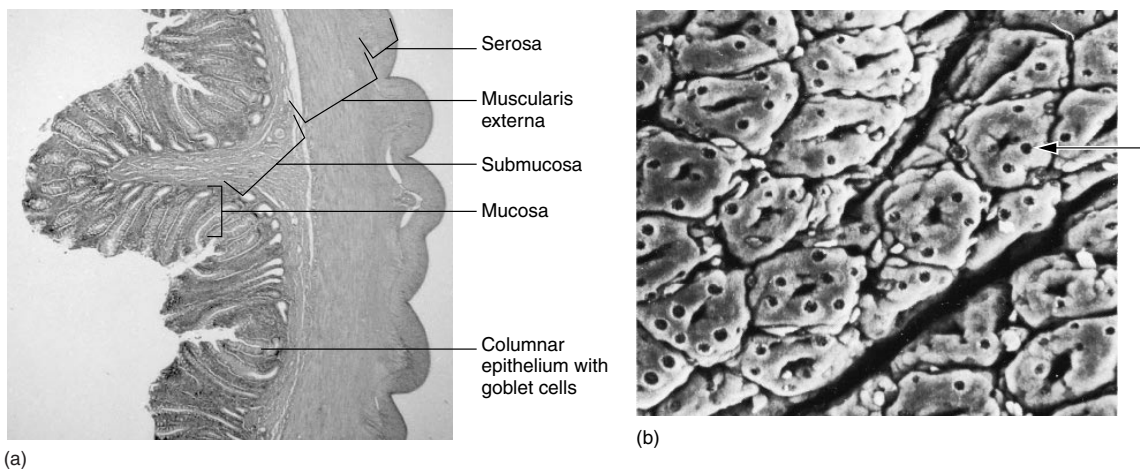 Serosa
Muscularis
externa
Submucosa
Mucosa
Columnar
epithelium with
goblet cells
(a)
(b)